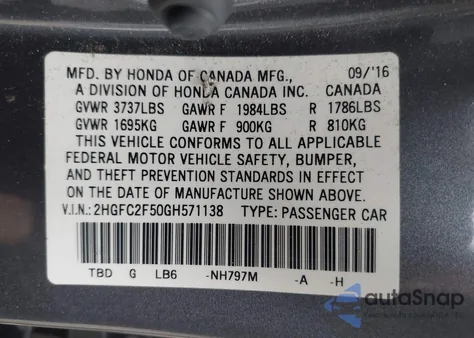 MFD. BY HONDA OF CANADA MFG., 09/'16
A DIVISION OF HONDA CANADA INC. CANADA
GVWR 3737LBS GAWR F 1984LBS R 1786LBS
GVWR 1695KG GAWR F 900KG R 810KG
THIS VEHICLE CONFORMS TO ALL APPLICABLE
FEDERAL MOTOR VEHICLE SAFETY, BUMPER,
AND THEFT PREVENTION STANDARDS IN EFFECT
ON DATE OF MANUFACTURE SHOWN ABOVE.
V.I.N.: 2HGFC2F50GH571138 TYPE: PASSENGER CAR
TBD G LB6 -NH797M -A -H
autoSnap